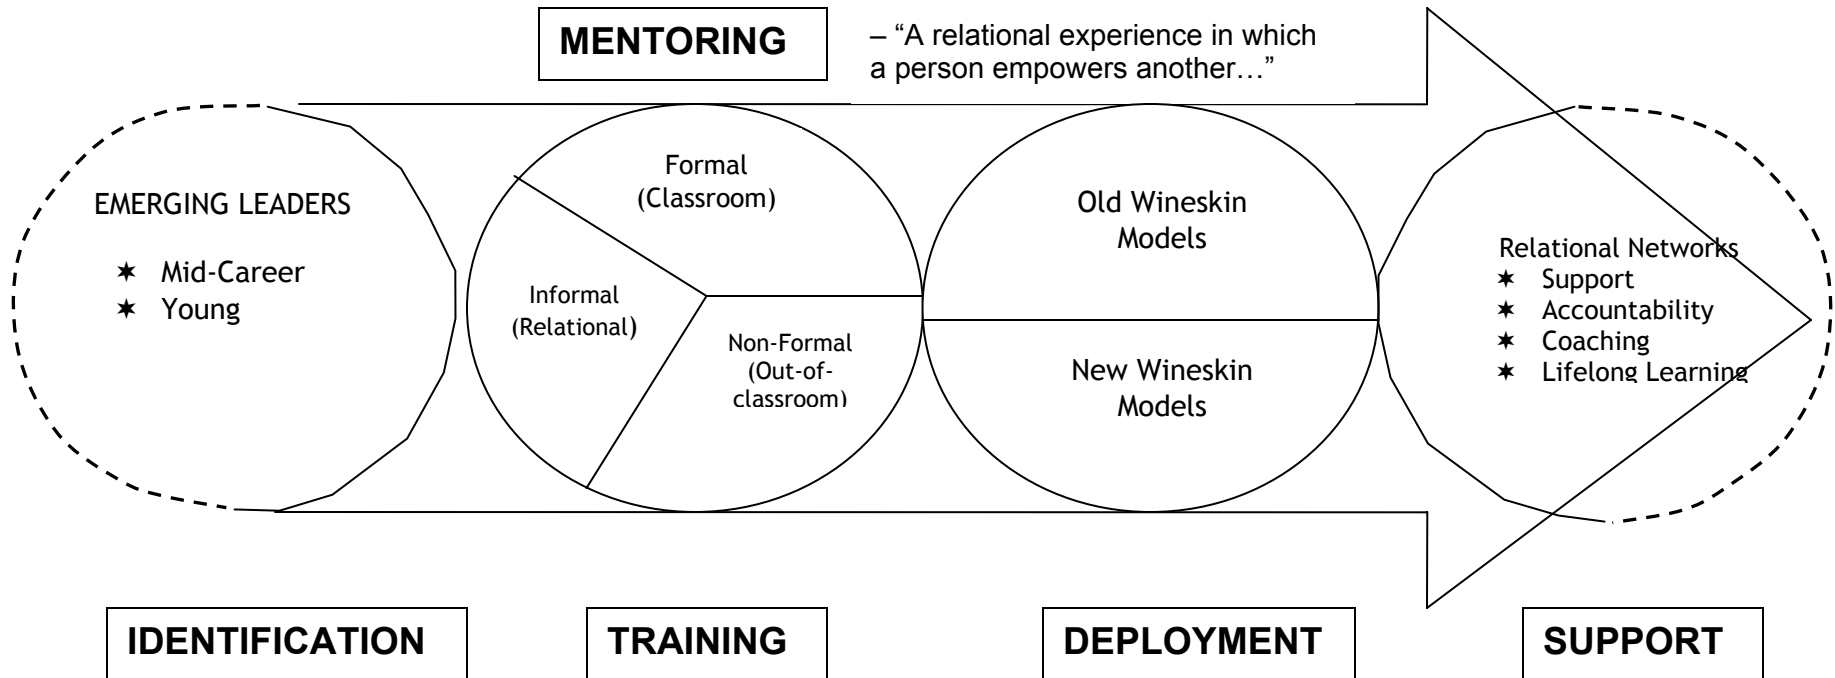 MENTORING
– “A relational experience in which
a person empowers another…”
EMERGING LEADERS
✶ Mid-Career
✶ Young
Formal
(Classroom)
Informal
(Relational)
Non-Formal
(Out-of-
classroom)
Old Wineskin
Models
New Wineskin
Models
Relational Networks
✶ Support
✶ Accountability
✶ Coaching
✶ Lifelong Learning
IDENTIFICATION
TRAINING
DEPLOYMENT
SUPPORT